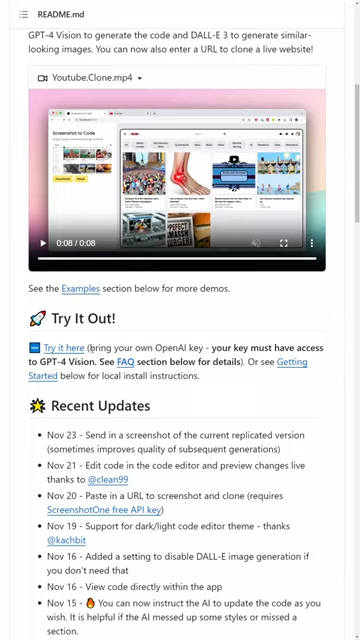 README.md
GPT-4 Vision to generate the code and DALL-E 3 to generate similar-
looking images. You can now also enter a URL to clone a live website!
Youtube.Clone.mp4
Screenshot to Code
0:08 / 0:08
See the Examples section below for more demos.
🚀 Try It Out!
🆕 Try it here (bring your own OpenAI key - your key must have access
to GPT-4 Vision. See FAQ section below for details). Or see Getting
Started below for local install instructions.
🌟 Recent Updates
• Nov 23 - Send in a screenshot of the current replicated version
(sometimes improves quality of subsequent generations)
• Nov 21 - Edit code in the code editor and preview changes live
thanks to @clean99
• Nov 20 - Paste in a URL to screenshot and clone (requires
ScreenshotOne free API key)
• Nov 19 - Support for dark/light code editor theme - thanks
@kachbit
• Nov 16 - Added a setting to disable DALL-E image generation if
you don't need that
• Nov 16 - View code directly within the app
• Nov 15 - 🔥 You can now instruct the AI to update the code as you
wish. It is helpful if the AI messed up some styles or missed a
section.